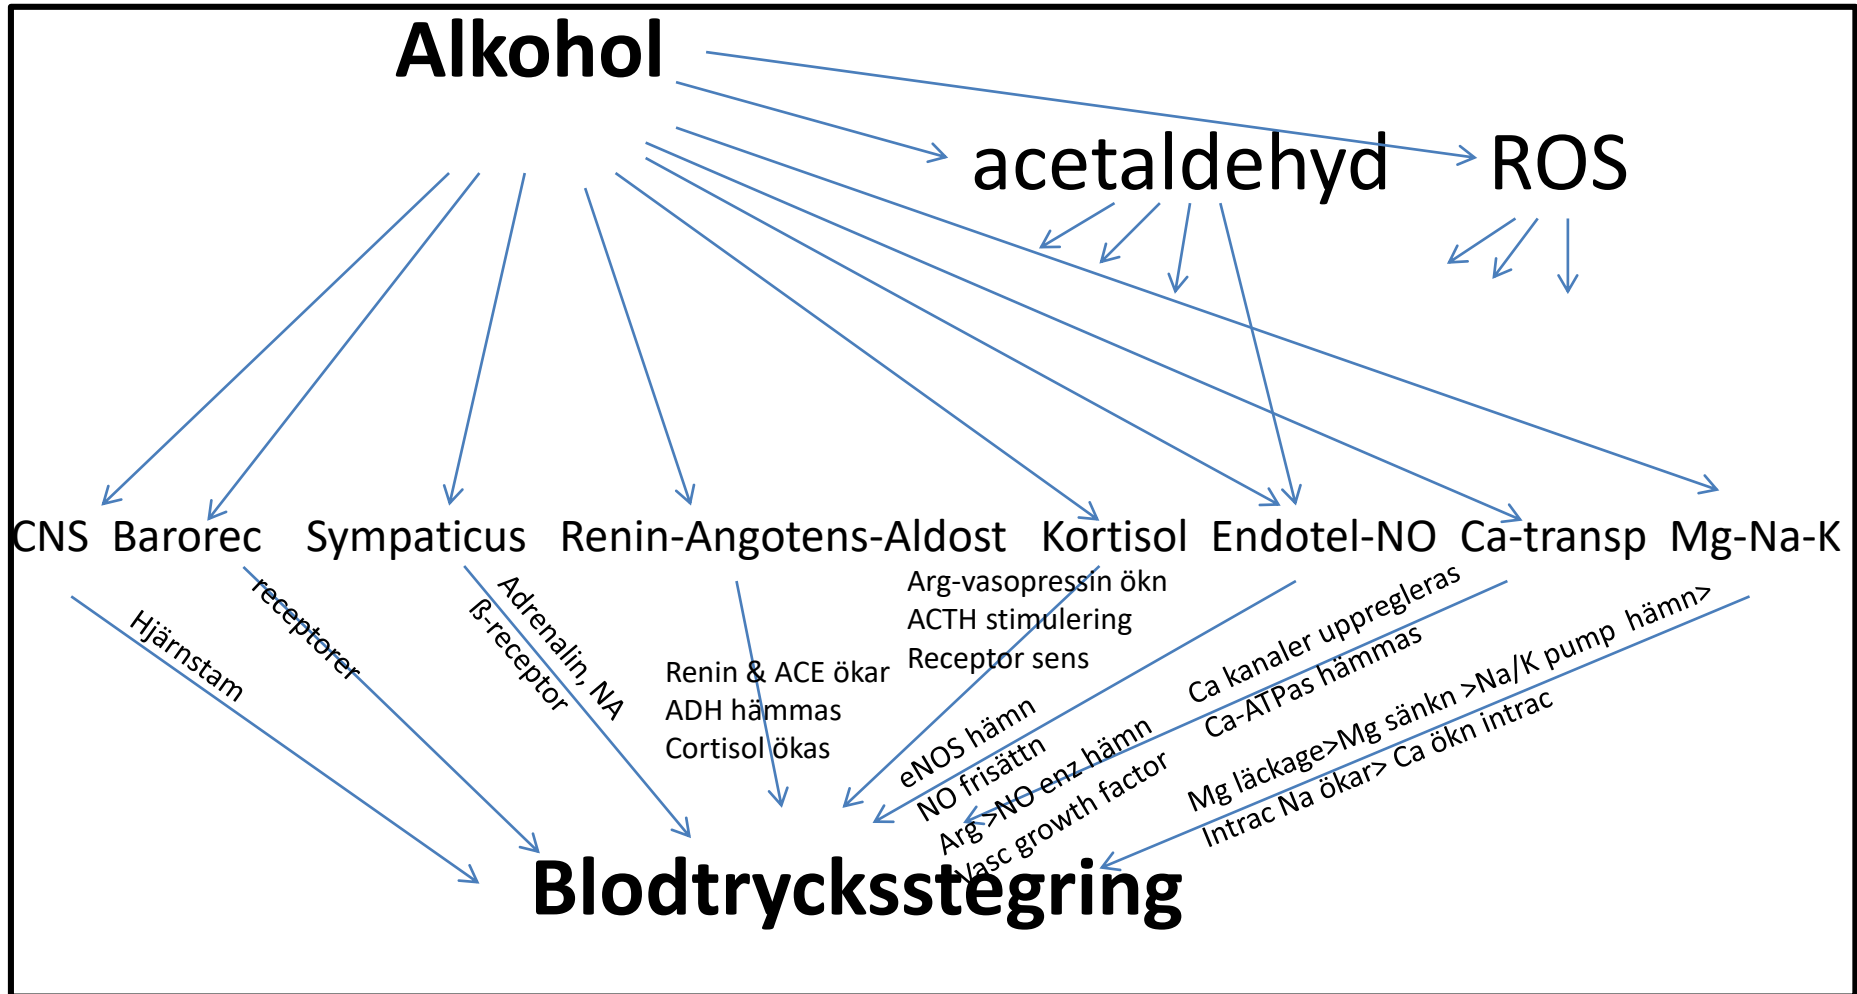 Alkohol
acetaldehyd ROS
CNS Barorec Sympaticus Renin-Angotens-Aldost Kortisol Endotel-NO Ca-transp Mg-Na-K
Hjärnstam
receptorer
Adrenalin, NA
ß-receptor
Renin & ACE ökar
ADH hämmas
Cortisol ökas
Arg-vasopressin ökn
ACTH stimulering
Receptor sens
eNOS hämn
NO frisättn
Arg >NO enz hämn
Vasc growth factor
Ca kanaler uppregleras
Ca-ATPas hämmas
Mg läckage>Mg sänkn >Na/K pump hämn>
Intrac Na ökar> Ca ökn intrac
Blodtrycksstegring